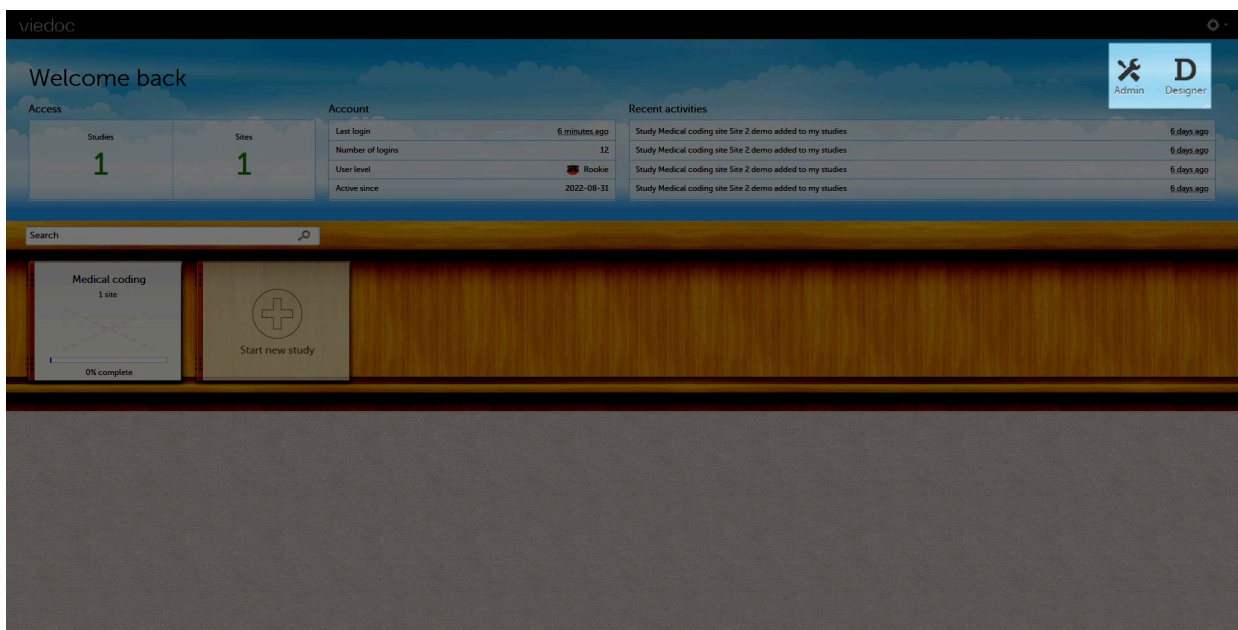 viedoc
Welcome back
Admin
D
Designer
Access
Studies
1
Sites
1
Account
Last login 6 minutes ago
Number of logins 12
User level Rookie
Active since 2022-08-31
Recent activities
Study Medical coding site Site 2 demo added to my studies 6 days ago
Study Medical coding site Site 2 demo added to my studies 6 days ago
Study Medical coding site Site 2 demo added to my studies 6 days ago
Study Medical coding site Site 2 demo added to my studies 6 days ago
Search
Medical coding
1 site
0% complete
Start new study